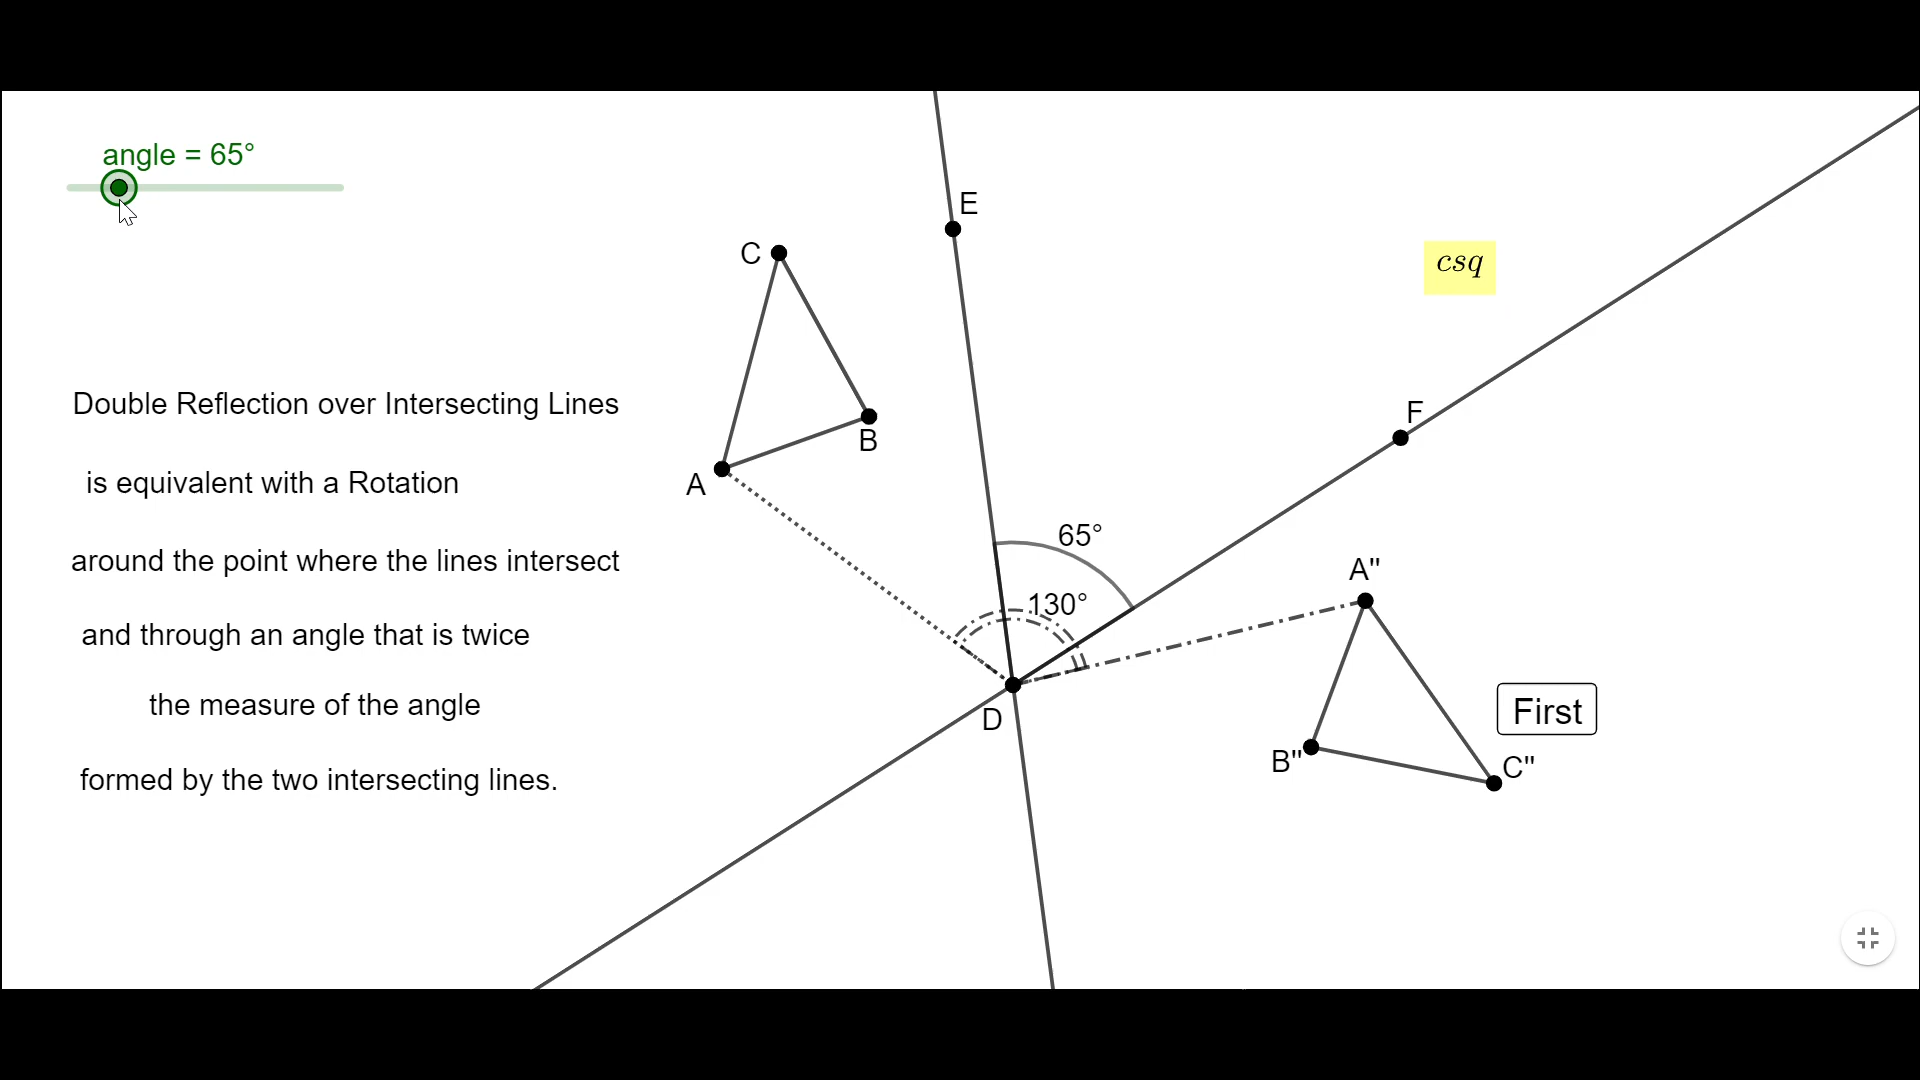 angle = 65°
E
C
csq
Double Reflection over Intersecting Lines
F
B
A
is equivalent with a Rotation
65°
around the point where the lines intersect
A"
130°
and through an angle that is twice
the measure of the angle
D
First
B"
C"
formed by the two intersecting lines.